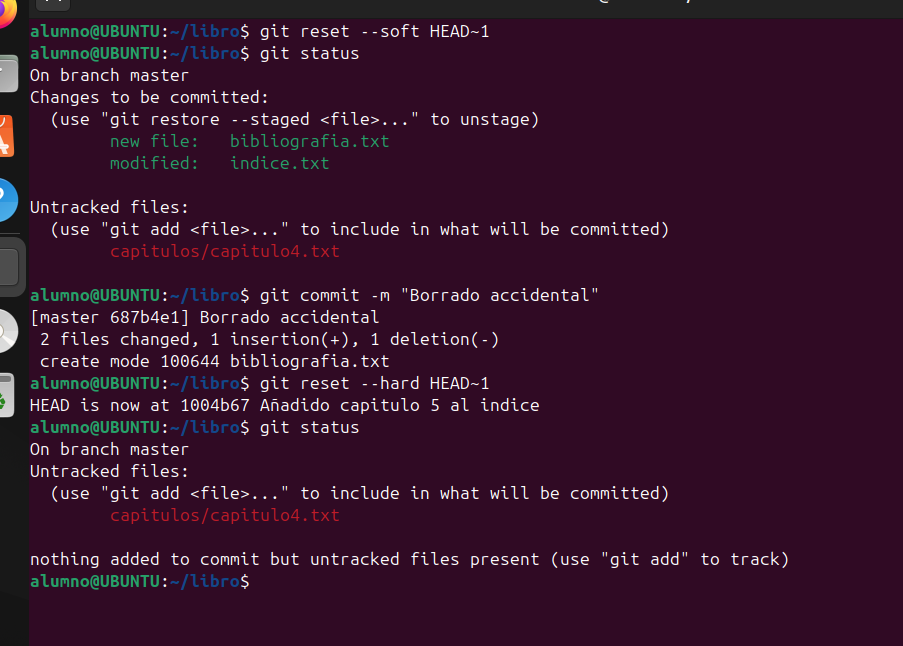 alumno@UBUNTU:~/libro$ git reset --soft HEAD~1
alumno@UBUNTU:~/libro$ git status
On branch master
Changes to be committed:
  (use "git restore --staged <file>..." to unstage)
        new file:   bibliografia.txt
        modified:   indice.txt

Untracked files:
  (use "git add <file>..." to include in what will be committed)
        capitulos/capitulo4.txt

alumno@UBUNTU:~/libro$ git commit -m "Borrado accidental"
[master 687b4e1] Borrado accidental
 2 files changed, 1 insertion(+), 1 deletion(-)
 create mode 100644 bibliografia.txt
alumno@UBUNTU:~/libro$ git reset --hard HEAD~1
HEAD is now at 1004b67 Añadido capitulo 5 al indice
alumno@UBUNTU:~/libro$ git status
On branch master
Untracked files:
  (use "git add <file>..." to include in what will be committed)
        capitulos/capitulo4.txt

nothing added to commit but untracked files present (use "git add" to track)
alumno@UBUNTU:~/libro$